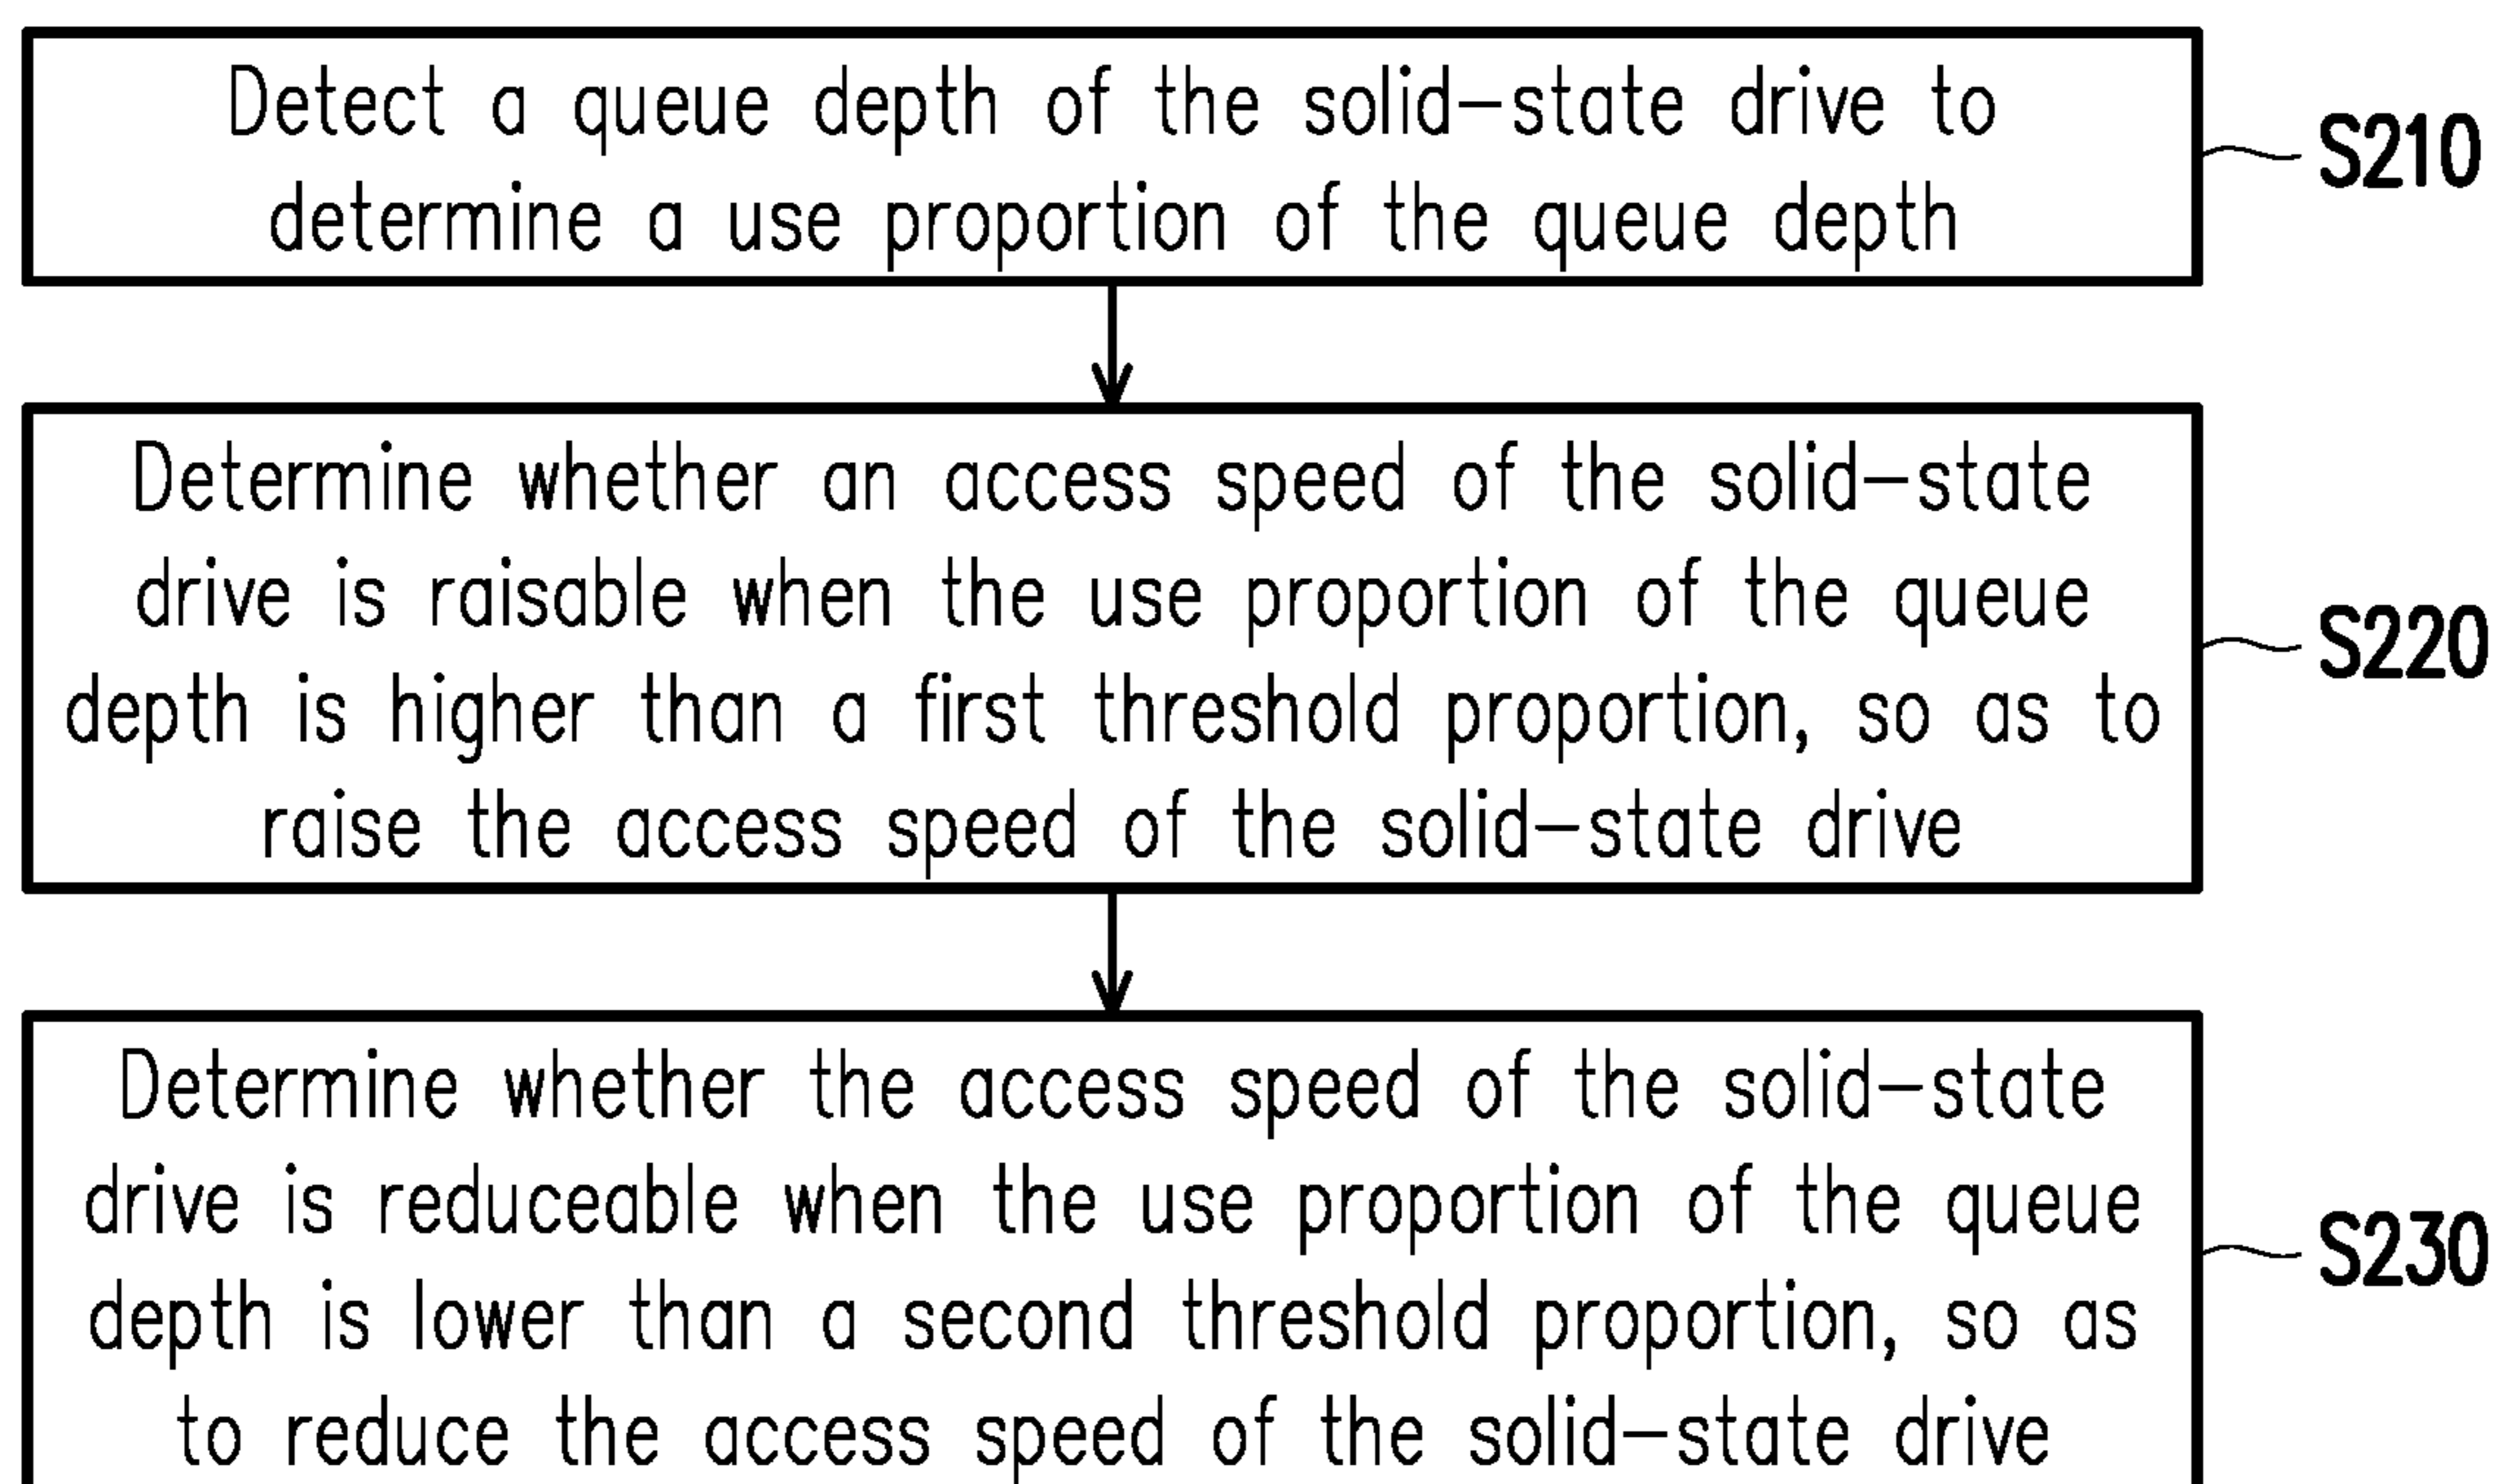 Detect a queue depth of the solid-state drive to
determine a use proportion of the queue depth
S210
Determine whether an access speed of the solid-state
drive is raisable when the use proportion of the queue
depth is higher than a first threshold proportion, so as to
raise the access speed of the solid-state drive
S220
Determine whether the access speed of the solid-state
drive is reduceable when the use proportion of the queue
depth is lower than a second threshold proportion, so as
to reduce the access speed of the solid-state drive
S230